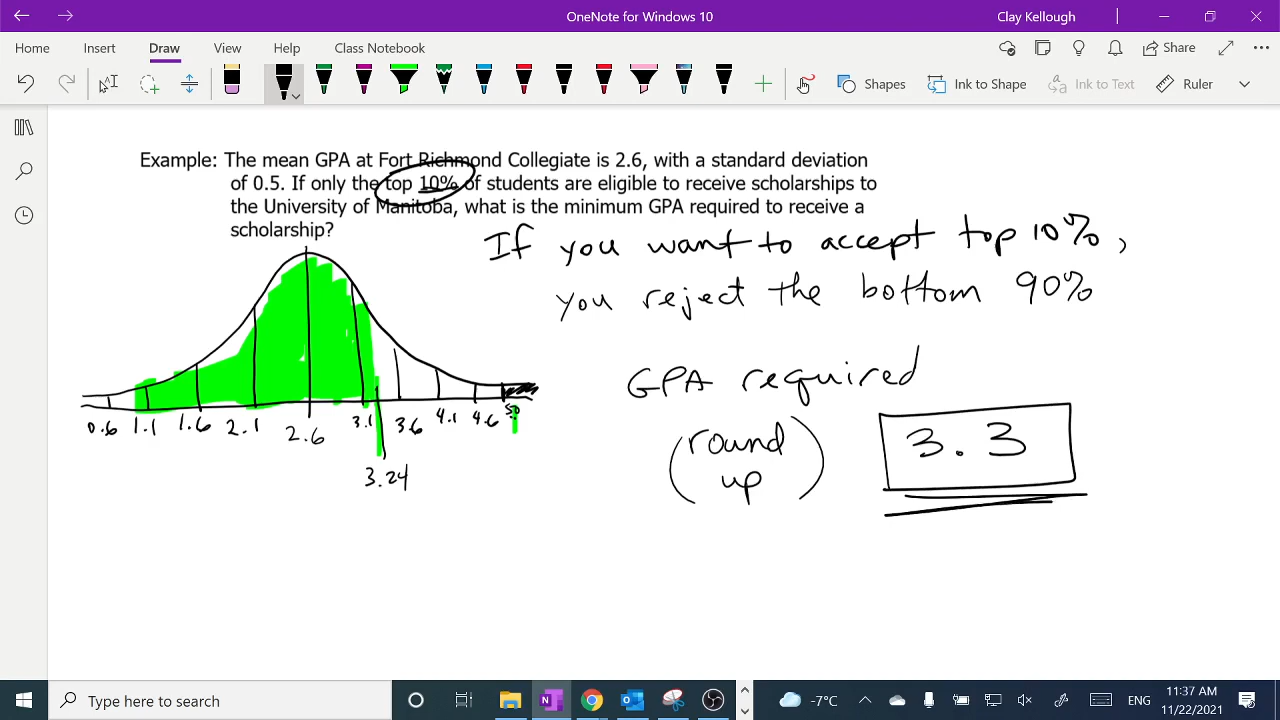 OneNote for Windows 10
Clay Kellough
Home Insert Draw View Help Class Notebook
Share
Shapes Ink to Shape Ink to Text Ruler
Example: The mean GPA at Fort Richmond Collegiate is 2.6, with a standard deviation
of 0.5. If only the top 10% of students are eligible to receive scholarships to
the University of Manitoba, what is the minimum GPA required to receive a
scholarship?
If you want to accept top 10%,
you reject the bottom 90%
GPA required
(round
up)
3.3
0.6 1.1 1.6 2.1 2.6 3.1 3.6 4.1 4.6 5.0
3.24
Type here to search
-7°C
ENG
11:37 AM
11/22/2021